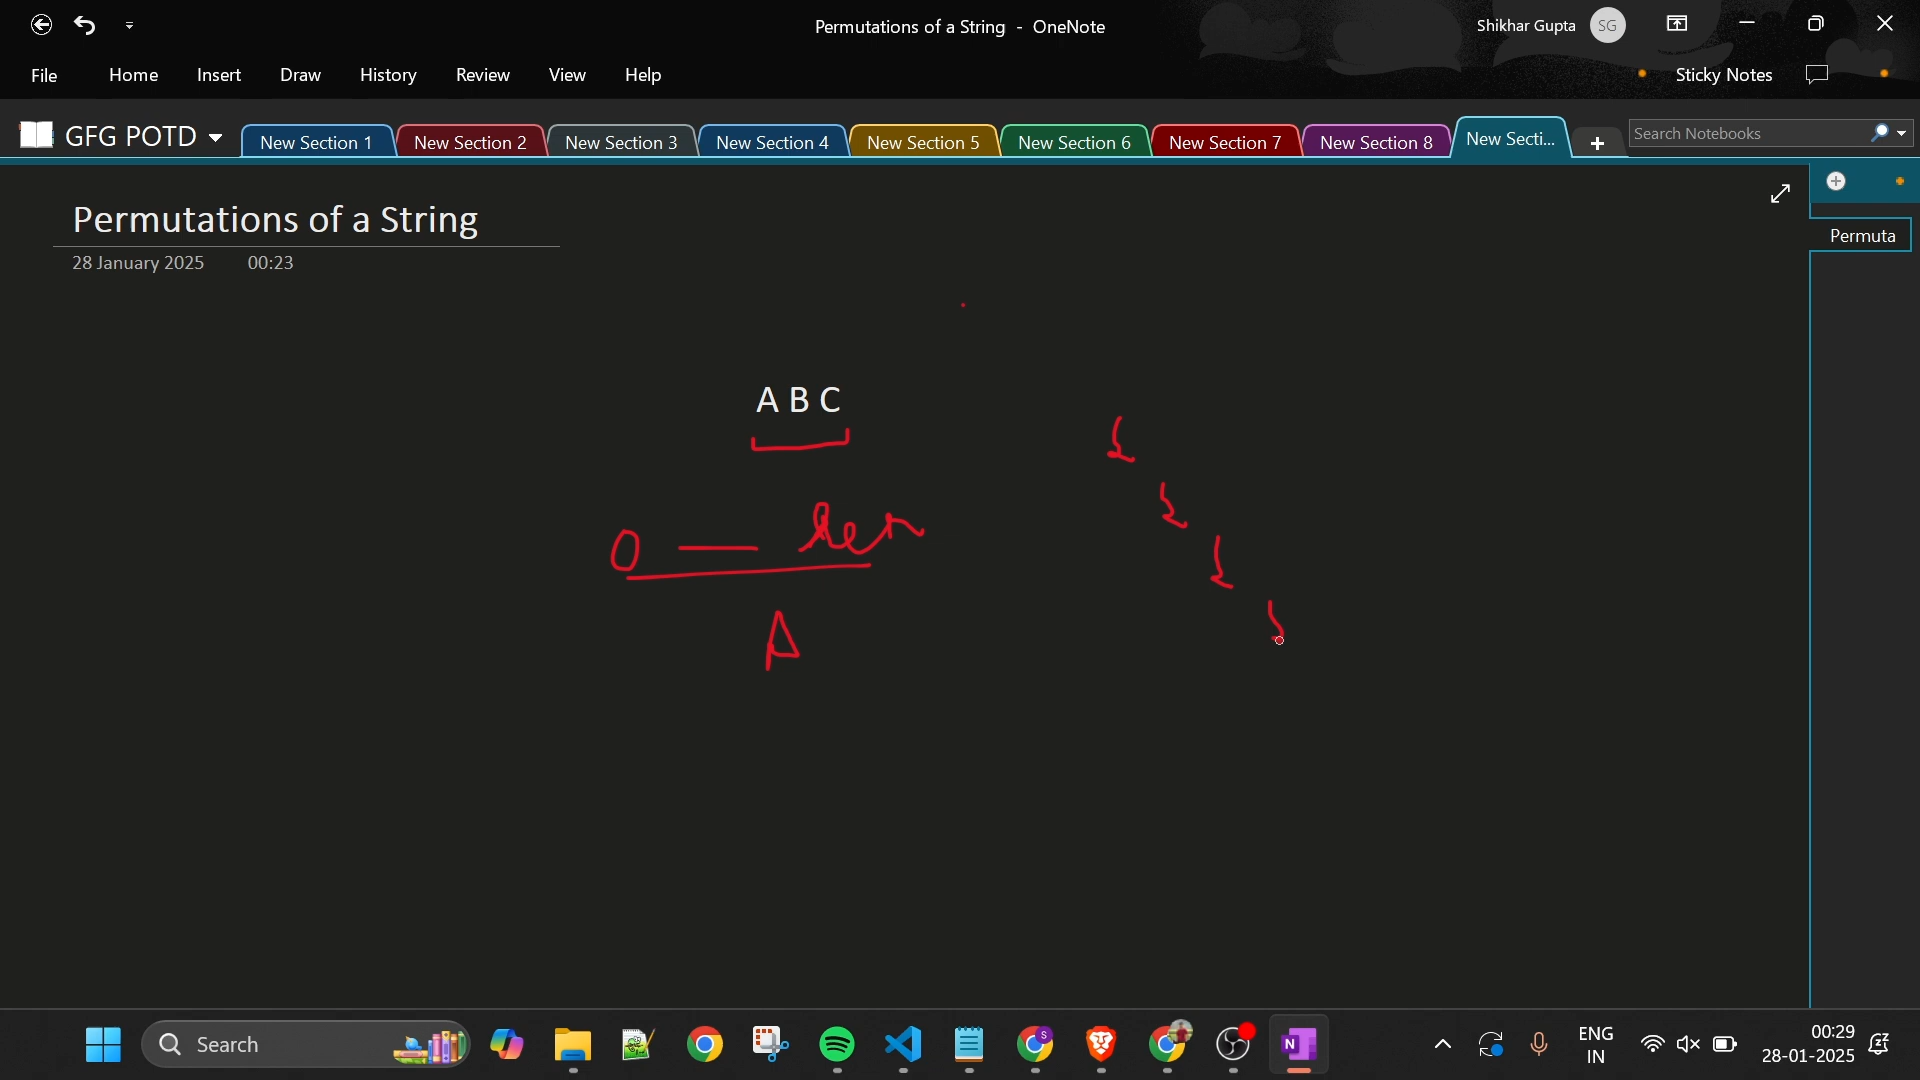 Permutations of a String - OneNote
Shikhar Gupta SG
File Home Insert Draw History Review View Help
Sticky Notes
GFG POTD
New Section 1 New Section 2 New Section 3 New Section 4 New Section 5 New Section 6 New Section 7 New Section 8 New Secti... +
Search Notebooks
Permutations of a String
Permuta
28 January 2025 00:23
A B C
0 — len
A
Search
ENG
IN
00:29
28-01-2025